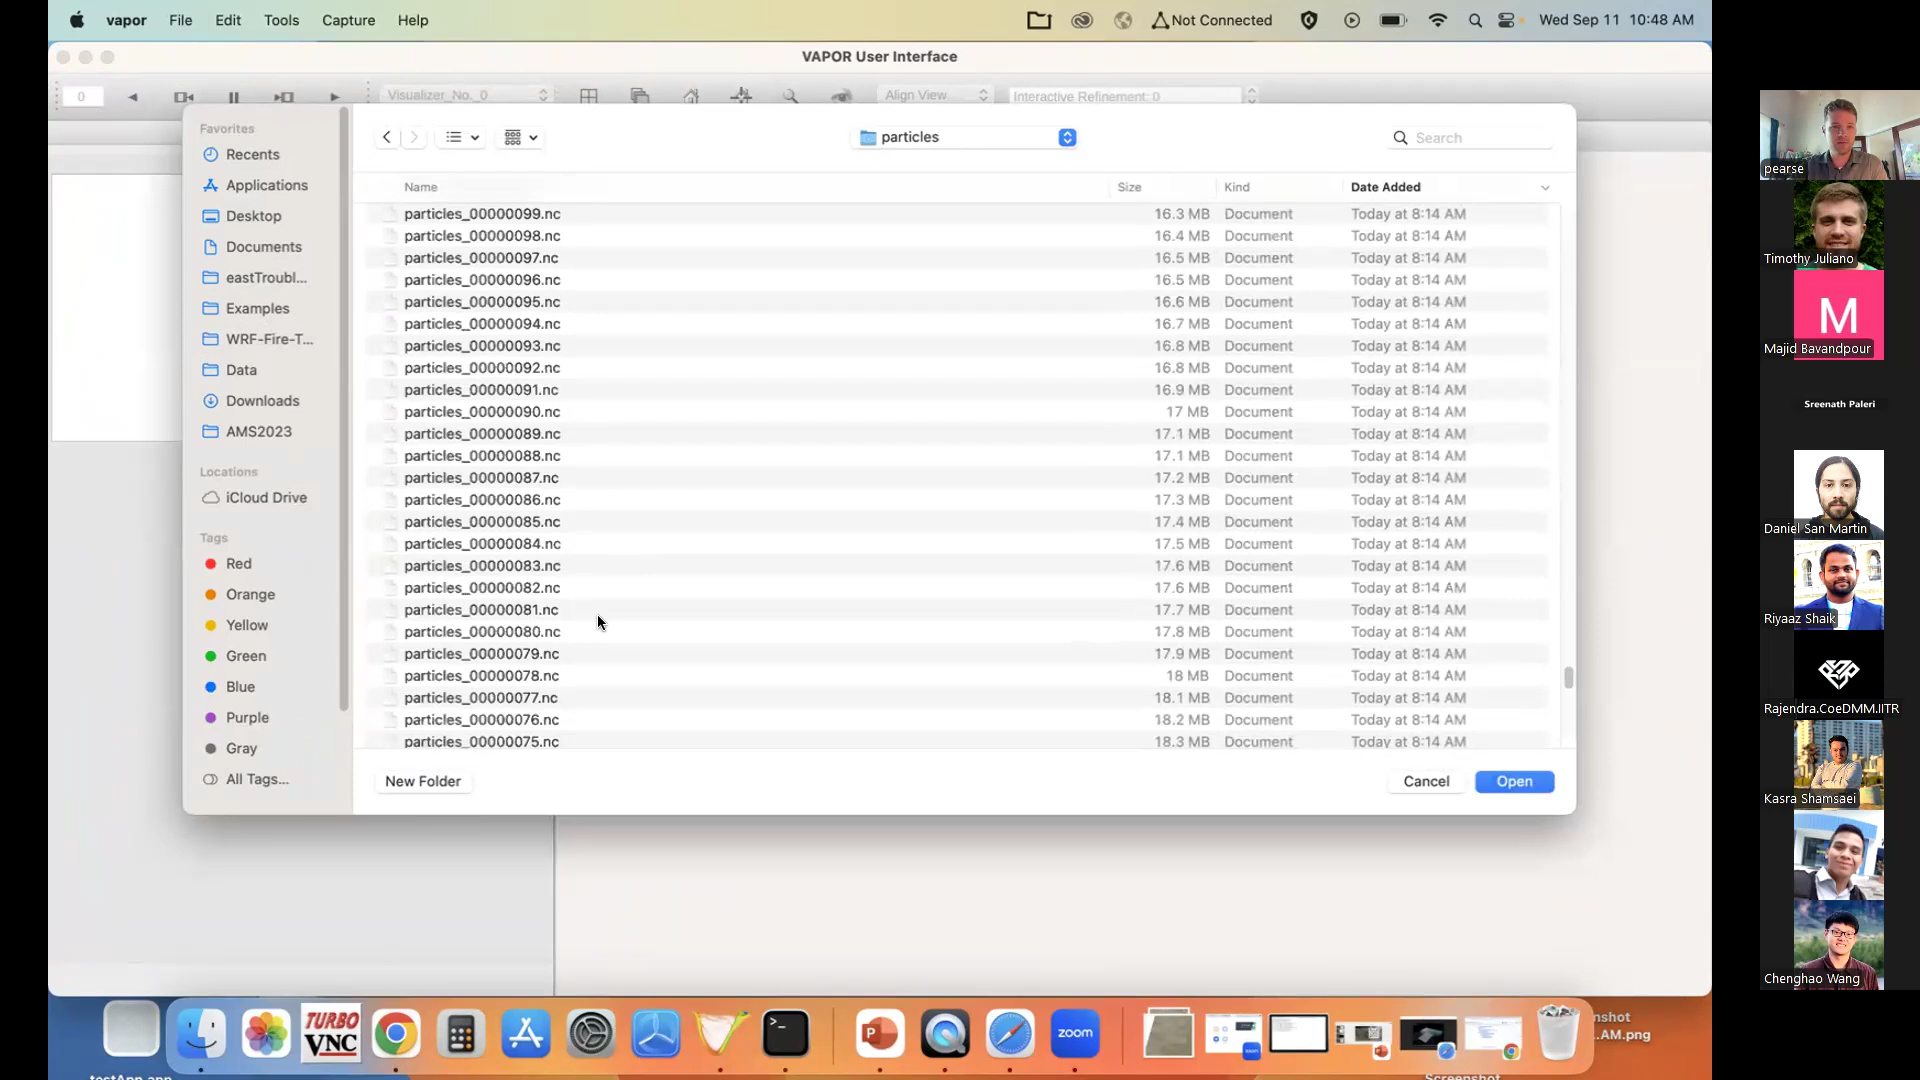 vapor File Edit Tools Capture Help
Not Connected Wed Sep 11 10:48 AM
VAPOR User Interface
0 Visualizer_No._0 Align View Interactive Refinement: 0
Favorites
Recents
Applications
Desktop
Documents
eastTroubl...
Examples
WRF-Fire-T...
Data
Downloads
AMS2023
Locations
iCloud Drive
Tags
Red
Orange
Yellow
Green
Blue
Purple
Gray
All Tags...
particles
Search
Name Size Kind Date Added
particles_00000099.nc 16.3 MB Document Today at 8:14 AM
particles_00000098.nc 16.4 MB Document Today at 8:14 AM
particles_00000097.nc 16.5 MB Document Today at 8:14 AM
particles_00000096.nc 16.5 MB Document Today at 8:14 AM
particles_00000095.nc 16.6 MB Document Today at 8:14 AM
particles_00000094.nc 16.7 MB Document Today at 8:14 AM
particles_00000093.nc 16.8 MB Document Today at 8:14 AM
particles_00000092.nc 16.8 MB Document Today at 8:14 AM
particles_00000091.nc 16.9 MB Document Today at 8:14 AM
particles_00000090.nc 17 MB Document Today at 8:14 AM
particles_00000089.nc 17.1 MB Document Today at 8:14 AM
particles_00000088.nc 17.1 MB Document Today at 8:14 AM
particles_00000087.nc 17.2 MB Document Today at 8:14 AM
particles_00000086.nc 17.3 MB Document Today at 8:14 AM
particles_00000085.nc 17.4 MB Document Today at 8:14 AM
particles_00000084.nc 17.5 MB Document Today at 8:14 AM
particles_00000083.nc 17.6 MB Document Today at 8:14 AM
particles_00000082.nc 17.6 MB Document Today at 8:14 AM
particles_00000081.nc 17.7 MB Document Today at 8:14 AM
particles_00000080.nc 17.8 MB Document Today at 8:14 AM
particles_00000079.nc 17.9 MB Document Today at 8:14 AM
particles_00000078.nc 18 MB Document Today at 8:14 AM
particles_00000077.nc 18.1 MB Document Today at 8:14 AM
particles_00000076.nc 18.2 MB Document Today at 8:14 AM
particles_00000075.nc 18.3 MB Document Today at 8:14 AM
New Folder Cancel Open
TURBO
VNC
zoom
nshot
.AM.png
testApp.app
Screenshot
pearse
Timothy Juliano
M
Majid Bavandpour
Sreenath Paleri
Daniel San Martin
Riyaaz Shaik
Rajendra.CoeDMM.IITR
Kasra Shamsaei
Chenghao Wang